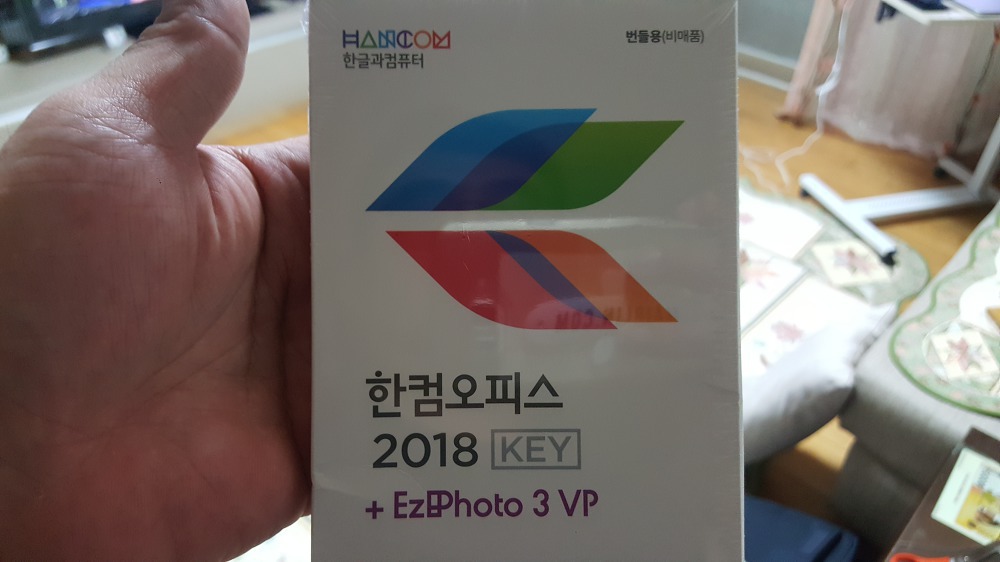 HANCOM
한글과컴퓨터
번들용(비매품)
한컴오피스
2018 KEY
+ EzPhoto 3 VP